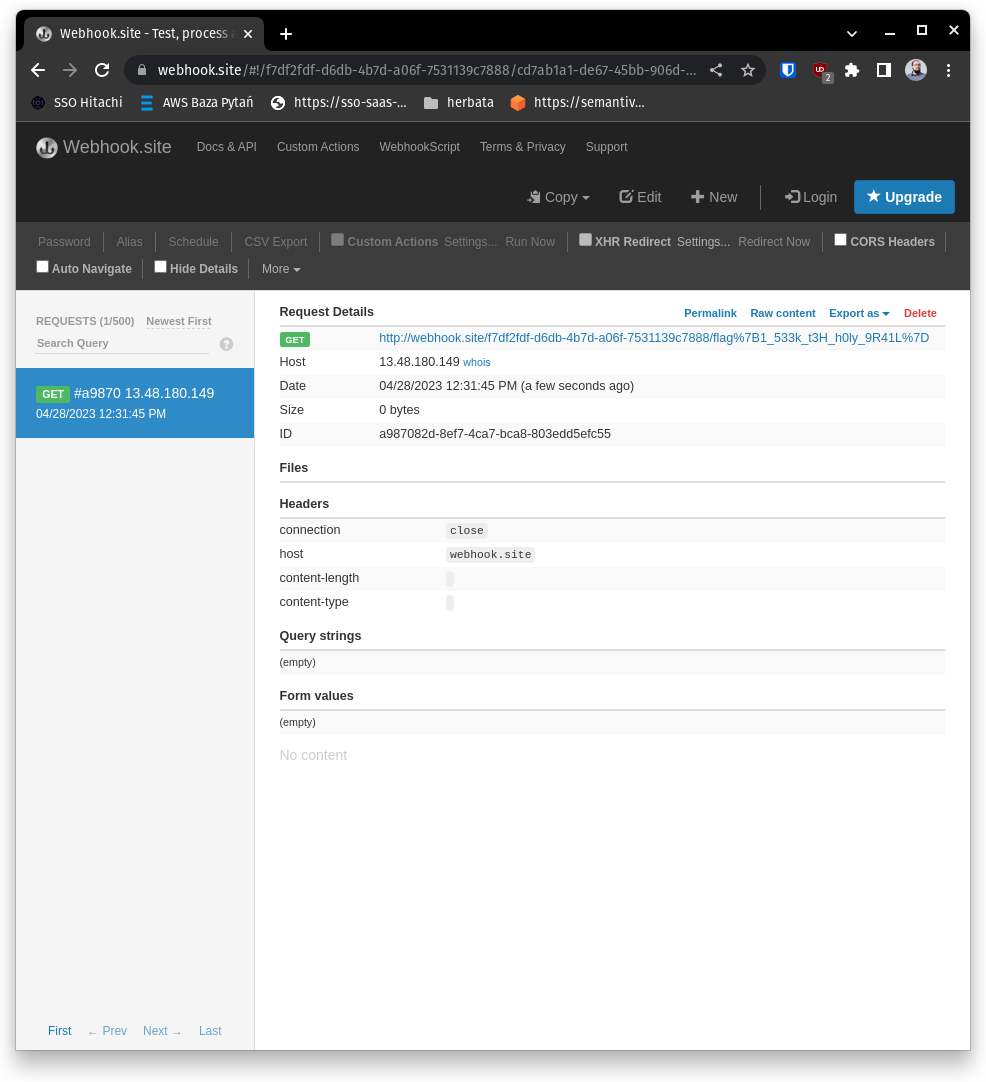 Webhook.site - Test, process a
webhook.site/#!/f7df2fdf-d6db-4b7d-a06f-7531139c7888/cd7ab1a1-de67-45bb-906d-...
2
SSO Hitachi AWS Baza Pytań https://sso-saas-... herbata https://semantiv...
Webhook.site Docs & API Custom Actions WebhookScript Terms & Privacy Support
Copy Edit New Login Upgrade
Password Alias Schedule CSV Export Custom Actions Settings... Run Now XHR Redirect Settings... Redirect Now CORS Headers
Auto Navigate Hide Details More
REQUESTS (1/500) Newest First
Search Query ?
GET #a9870 13.48.180.149
04/28/2023 12:31:45 PM
Request Details Permalink Raw content Export as Delete
GET http://webhook.site/f7df2fdf-d6db-4b7d-a06f-7531139c7888/flag%7B1_533k_t3H_h0ly_9R41L%7D
Host 13.48.180.149 whois
Date 04/28/2023 12:31:45 PM (a few seconds ago)
Size 0 bytes
ID a987082d-8ef7-4ca7-bca8-803edd5efc55
Files
Headers
connection close
host webhook.site
content-length
content-type
Query strings
(empty)
Form values
(empty)
No content
First ← Prev Next → Last